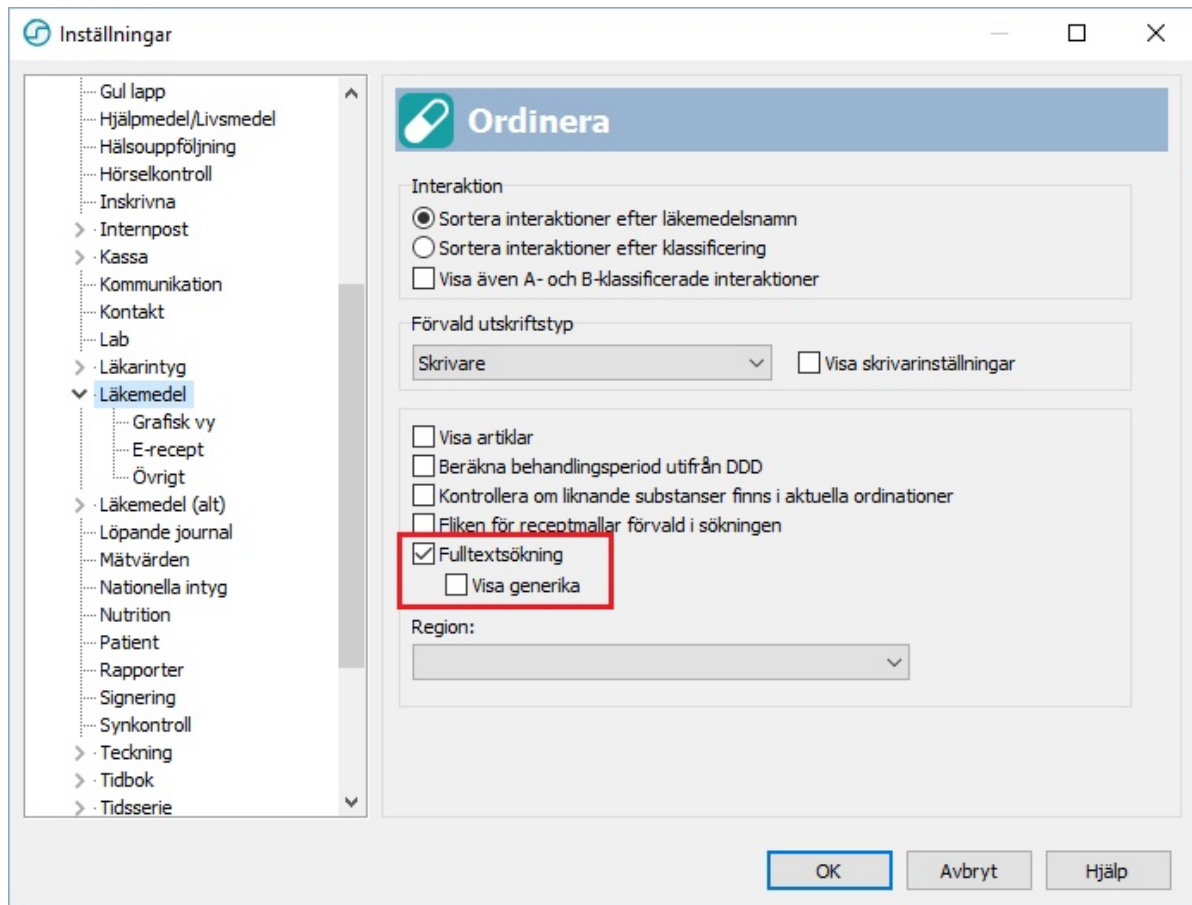 Inställningar
Gul lapp
Hjälpmedel/Livsmedel
Hälsouppföljning
Hörselkontroll
Inskrivna
Internpost
Kassa
Kommunikation
Kontakt
Lab
Läkarintyg
Läkemedel
Grafisk vy
E-recept
Övrigt
Läkemedel (alt)
Löpande journal
Mätvärden
Nationella intyg
Nutrition
Patient
Rapporter
Signering
Synkontroll
Teckning
Tidbok
Tidsserie
Ordinera
Interaktion
Sortera interaktioner efter läkemedelsnamn
Sortera interaktioner efter klassificering
Visa även A- och B-klassificerade interaktioner
Förvald utskriftstyp
Skrivare
Visa skrivarinställningar
Visa artiklar
Beräkna behandlingsperiod utifrån DDD
Kontrollera om liknande substanser finns i aktuella ordinationer
Fliken för receptmallar förvald i sökningen
Fulltextsökning
Visa generika
Region:
OK
Avbryt
Hjälp